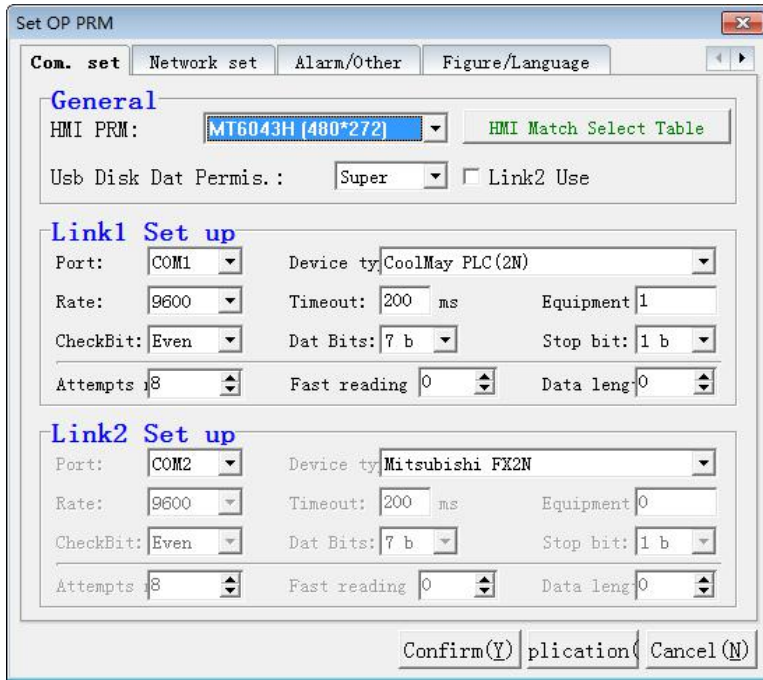 Set OP PRM
Com. set Network set Alarm/Other Figure/Language
General
HMI PRM: MT6043H (480*272) HMI Match Select Table
Usb Disk Dat Permis.: Super Link2 Use
Link1 Set up
Port: COM1 Device ty CoolMay PLC(2N)
Rate: 9600 Timeout: 200 ms Equipment 1
CheckBit: Even Dat Bits: 7 b Stop bit: 1 b
Attempts 8 Fast reading 0 Data leng 0
Link2 Set up
Port: COM2 Device ty Mitsubishi FX2N
Rate: 9600 Timeout: 200 ms Equipment 0
CheckBit: Even Dat Bits: 7 b Stop bit: 1 b
Attempts 8 Fast reading 0 Data leng 0
Confirm(Y) plication( Cancel(N)